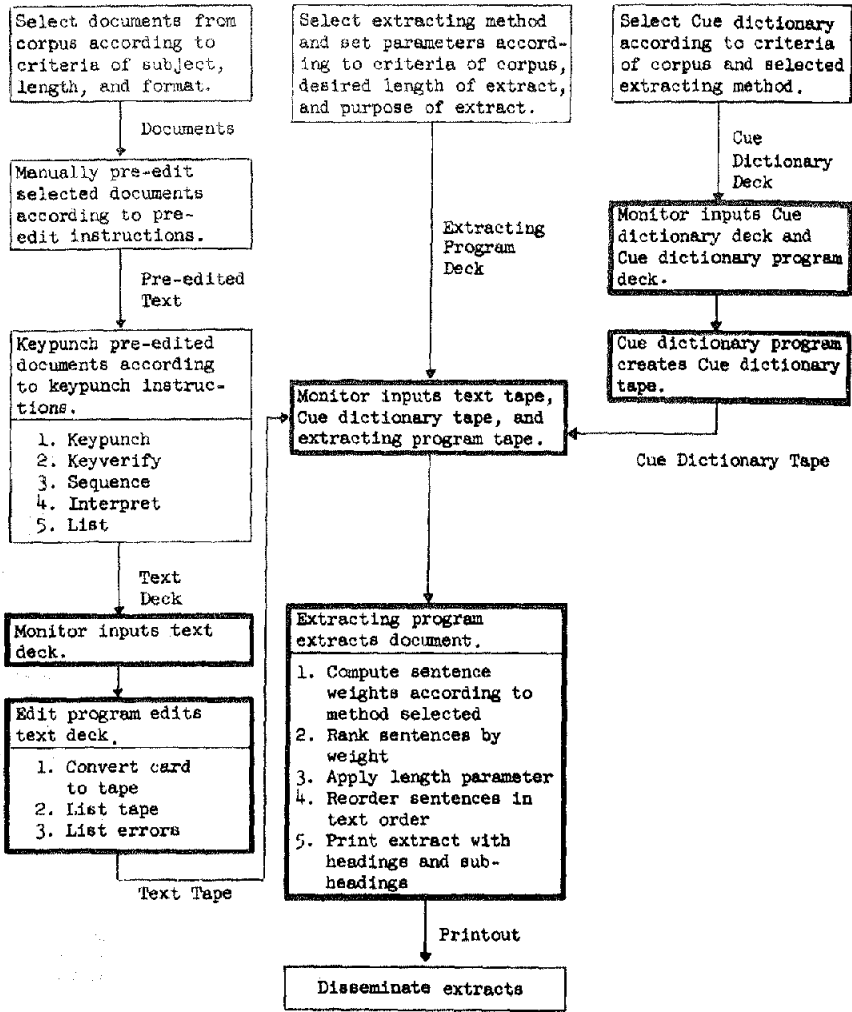 Select documents from
corpus according to
criteria of subject,
length, and format.
Documents
Manually pre-edit
selected documents
according to pre-
edit instructions.
Pre-edited
Text
Keypunch pre-edited
documents according
to keypunch instruc-
tions.
1. Keypunch
2. Keyverify
3. Sequence
4. Interpret
5. List
Text
Deck
Monitor inputs text
deck.
Edit program edits
text deck.
1. Convert card
to tape
2. List tape
3. List errors
Text Tape
Select extracting method
and set parameters accord-
ing to criteria of corpus,
desired length of extract,
and purpose of extract.
Extracting
Program
Deck
Monitor inputs text tape,
Cue dictionary tape, and
extracting program tape.
Extracting program
extracts document.
1. Compute sentence
weights according to
method selected
2. Rank sentences by
weight
3. Apply length parameter
4. Reorder sentences in
text order
5. Print extract with
headings and sub-
headings
Printout
Disseminate extracts
Select Cue dictionary
according to criteria
of corpus and selected
extracting method.
Cue
Dictionary
Deck
Monitor inputs Cue
dictionary deck and
Cue dictionary program
deck.
Cue dictionary program
creates Cue dictionary
tape.
Cue Dictionary Tape